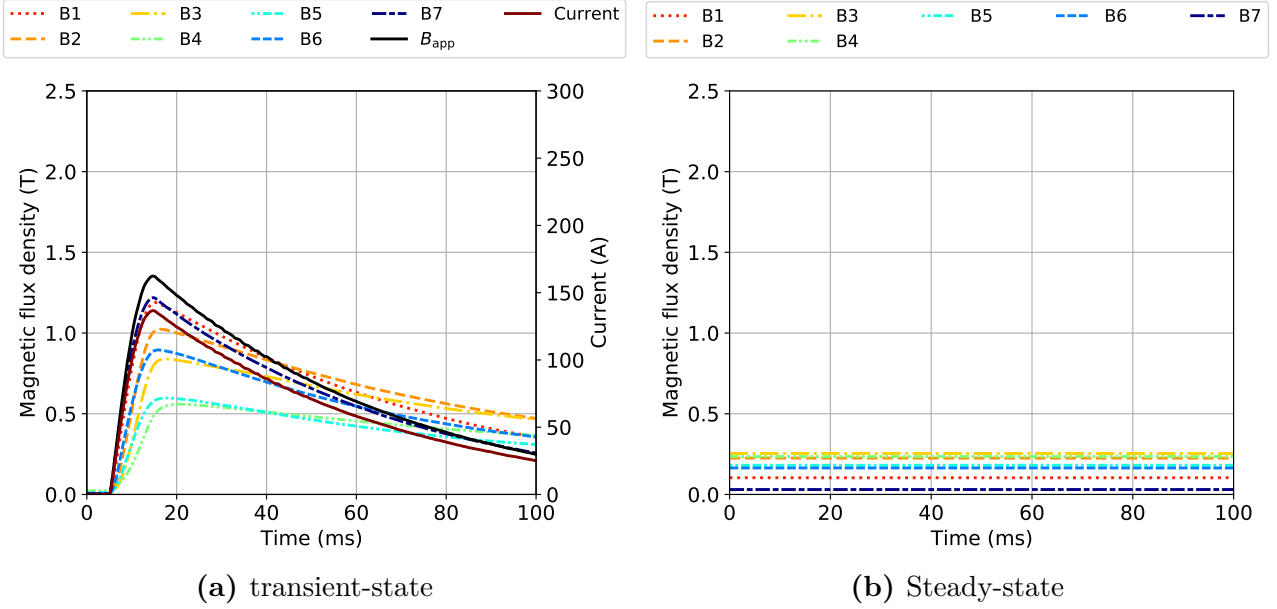 B1 B3 B5 B7 Current
B2 B4 B6 B_app
B1 B3 B5 B6 B7
B2 B4
Magnetic flux density (T)
2.5
2.0
1.5
1.0
0.5
0.0
0 20 40 60 80 100
Time (ms)
300
250
200
150
100
50
0
Current (A)
Magnetic flux density (T)
2.5
2.0
1.5
1.0
0.5
0.0
0 20 40 60 80 100
Time (ms)
(a) transient-state
(b) Steady-state